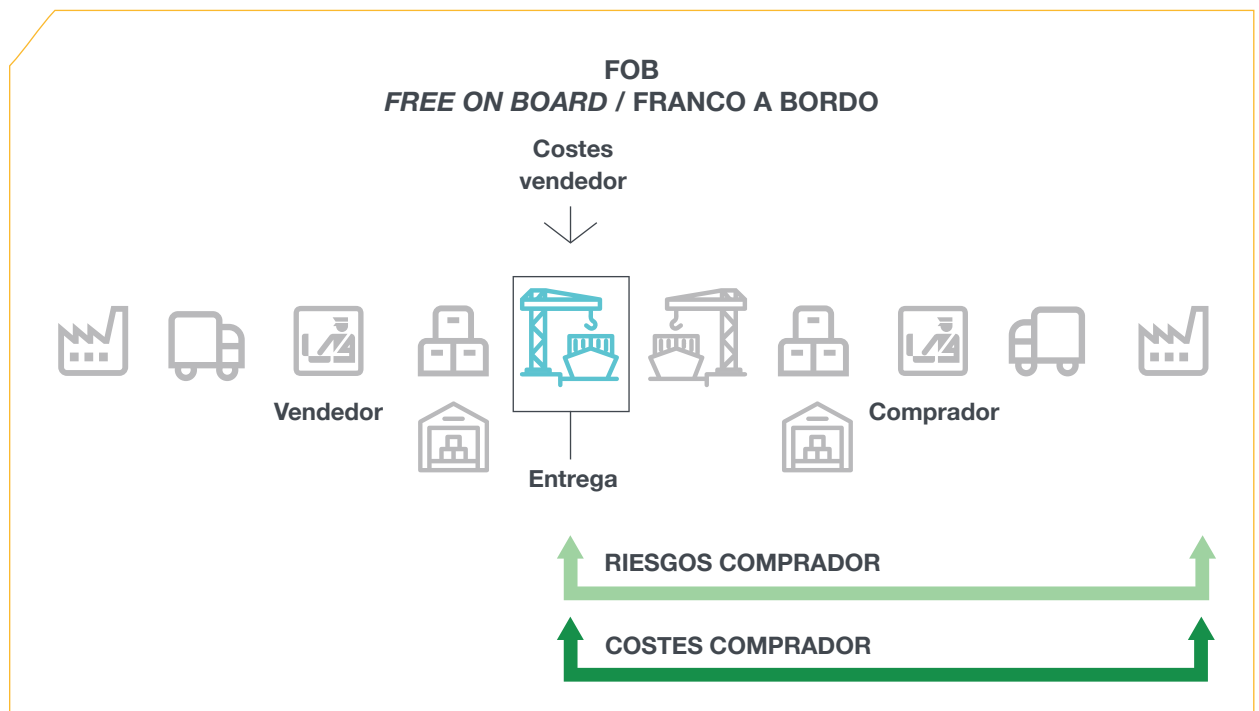 FOB
FREE ON BOARD / FRANCO A BORDO
Costes
vendedor
Vendedor
Comprador
Entrega
RIESGOS COMPRADOR
COSTES COMPRADOR